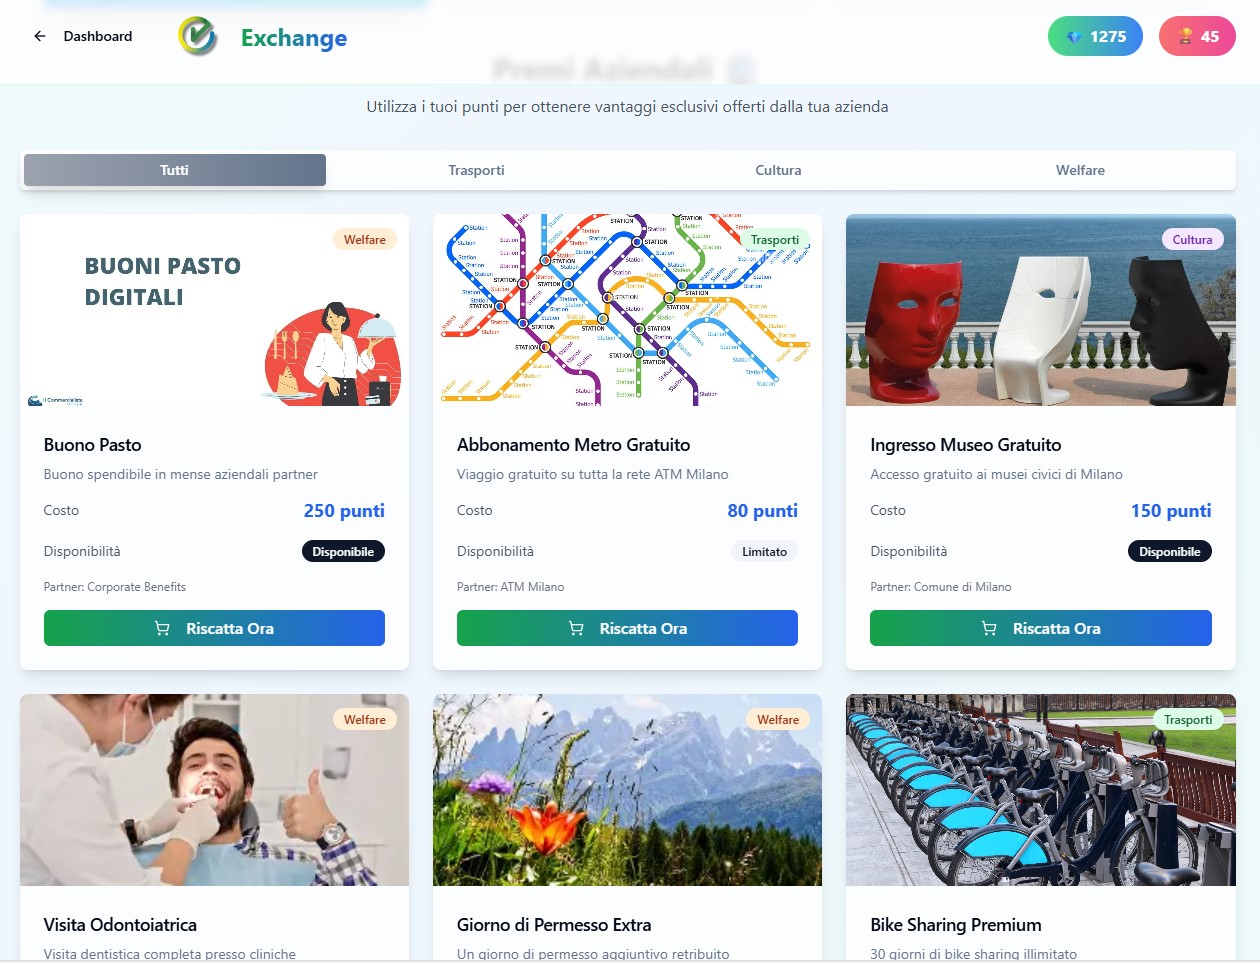 Dashboard
Exchange
1275
45
Premi Aziendali
Utilizza i tuoi punti per ottenere vantaggi esclusivi offerti dalla tua azienda
Tutti
Trasporti
Cultura
Welfare
Welfare
BUONI PASTO
DIGITALI
Il Commercialista
Buono Pasto
Buono spendibile in mense aziendali partner
Costo
250 punti
Disponibilità
Disponibile
Partner: Corporate Benefits
Riscatta Ora
Trasporti
STATION
Station
Abbonamento Metro Gratuito
Viaggio gratuito su tutta la rete ATM Milano
Costo
80 punti
Disponibilità
Limitato
Partner: ATM Milano
Riscatta Ora
Cultura
Ingresso Museo Gratuito
Accesso gratuito ai musei civici di Milano
Costo
150 punti
Disponibilità
Disponibile
Partner: Comune di Milano
Riscatta Ora
Welfare
Visita Odontoiatrica
Visita dentistica completa presso cliniche
Welfare
Giorno di Permesso Extra
Un giorno di permesso aggiuntivo retribuito
Trasporti
Bike Sharing Premium
30 giorni di bike sharing illimitato